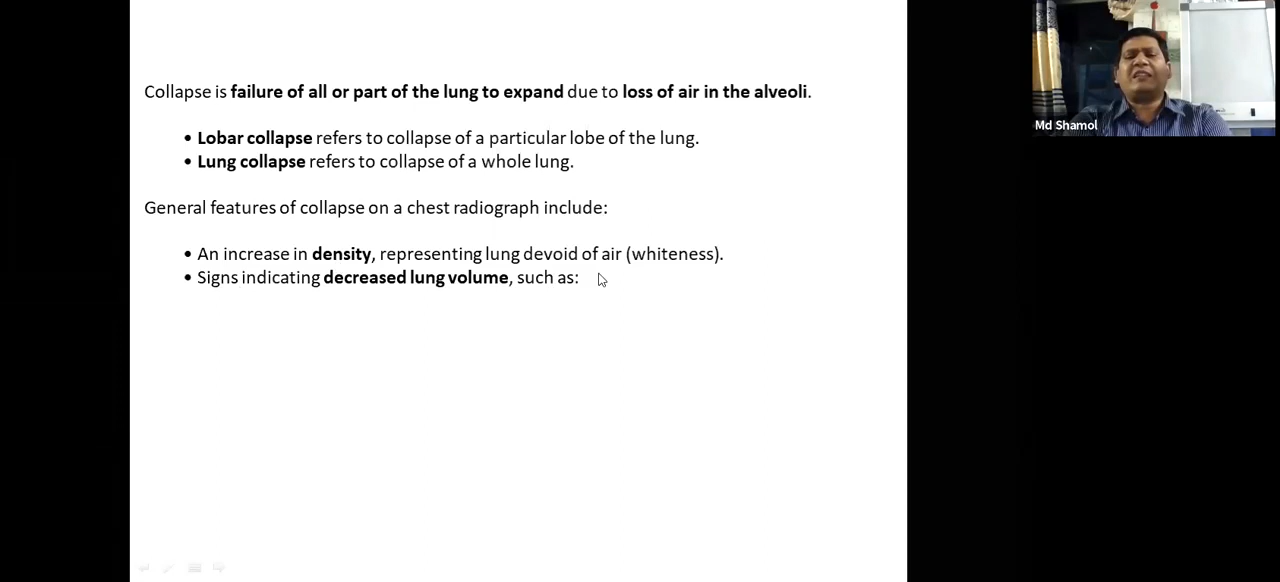 Collapse is failure of all or part of the lung to expand due to loss of air in the alveoli.
• Lobar collapse refers to collapse of a particular lobe of the lung.
• Lung collapse refers to collapse of a whole lung.
General features of collapse on a chest radiograph include:
• An increase in density, representing lung devoid of air (whiteness).
• Signs indicating decreased lung volume, such as:
Md Shamol